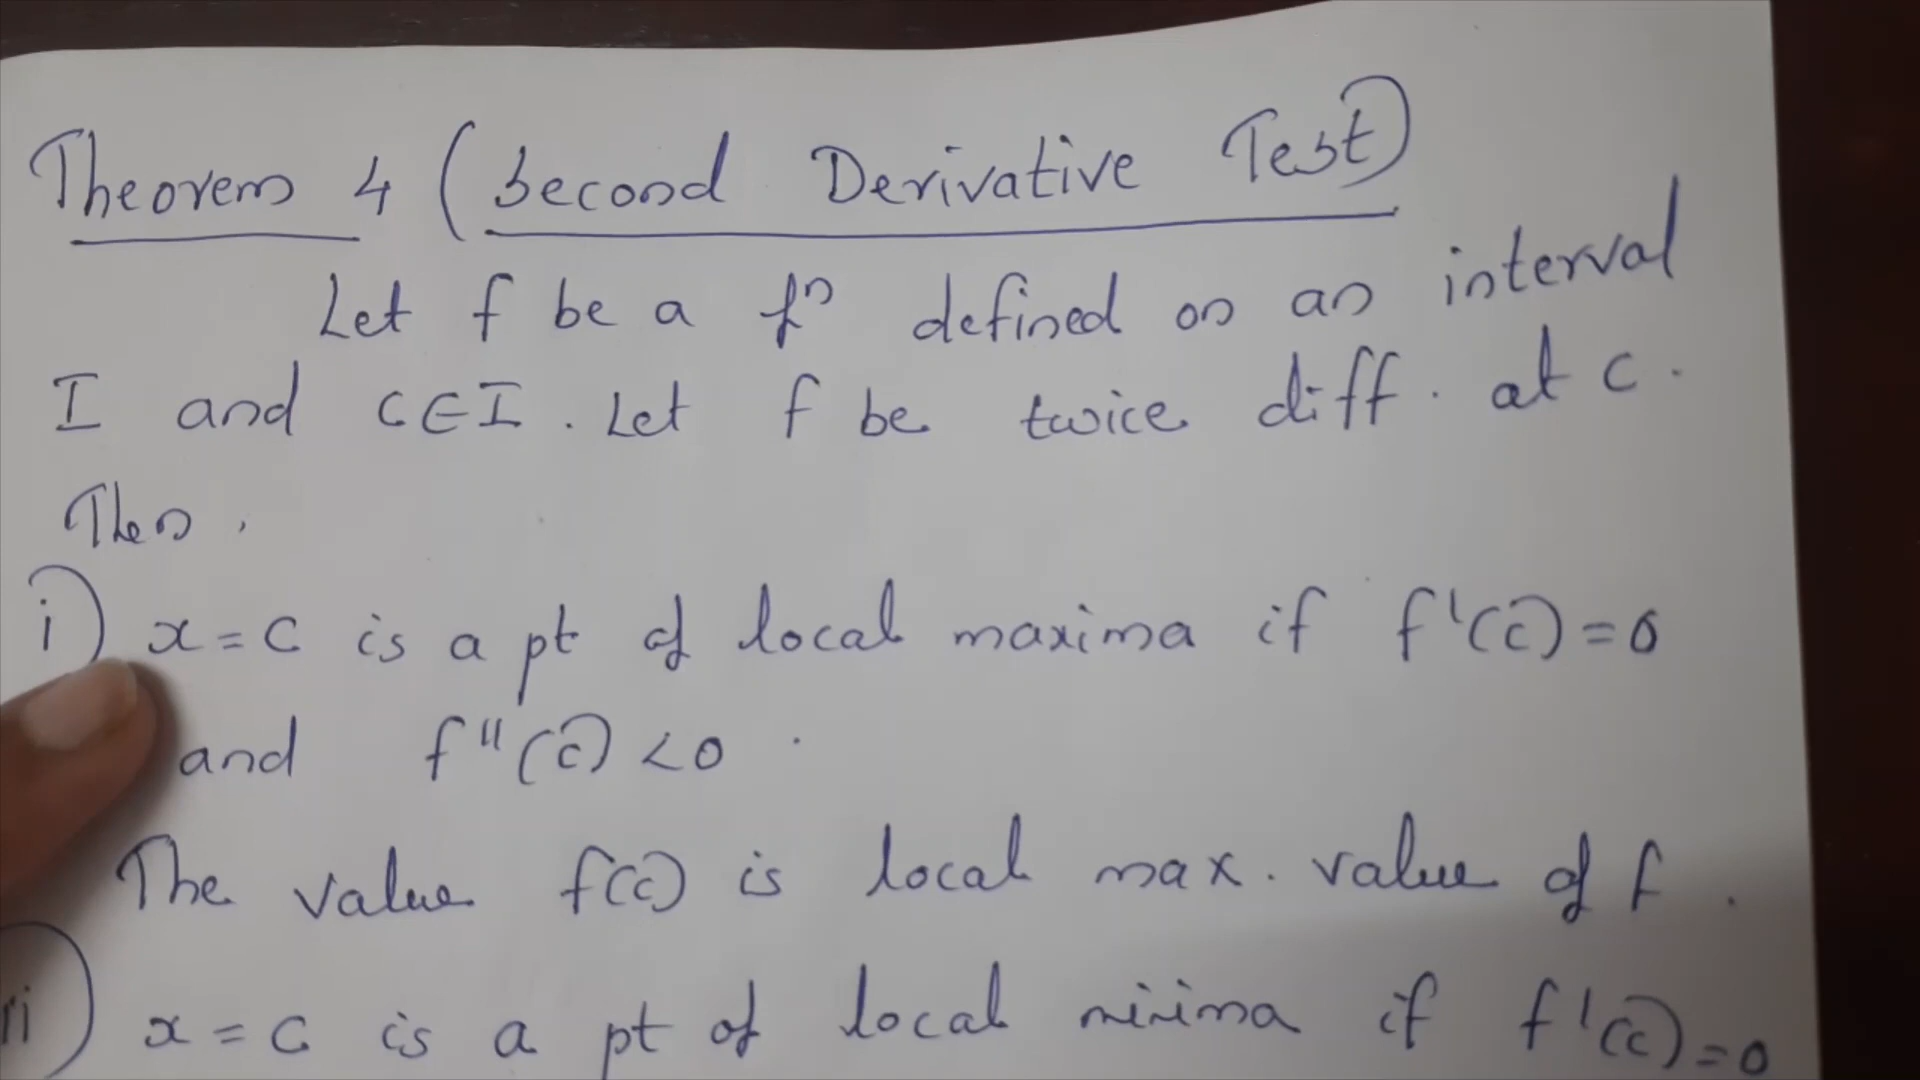 Theorem 4 (Second Derivative Test)
Let f be a fⁿ defined on an interval
I and c∈I. Let f be twice diff. at c.
Then,
i) x=c is a pt of local maxima if f'(c)=0
and f''(c)<0.
The value f(c) is local max. value of f.
ii) x=c is a pt of local minima if f'(c)=0